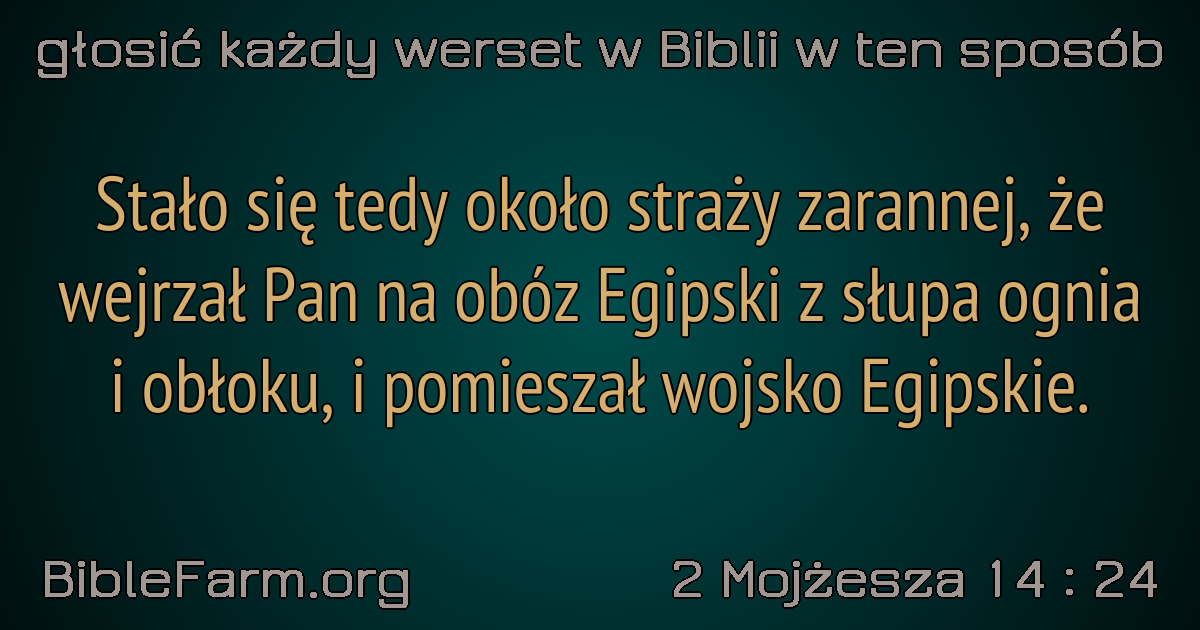 głosić każdy werset w Biblii w ten sposób
Stało się tedy około straży zarannej, że
wejrzał Pan na obóz Egipski z słupa ognia
i obłoku, i pomieszał wojsko Egipskie.
BibleFarm.org
2 Mojżesza 14 : 24